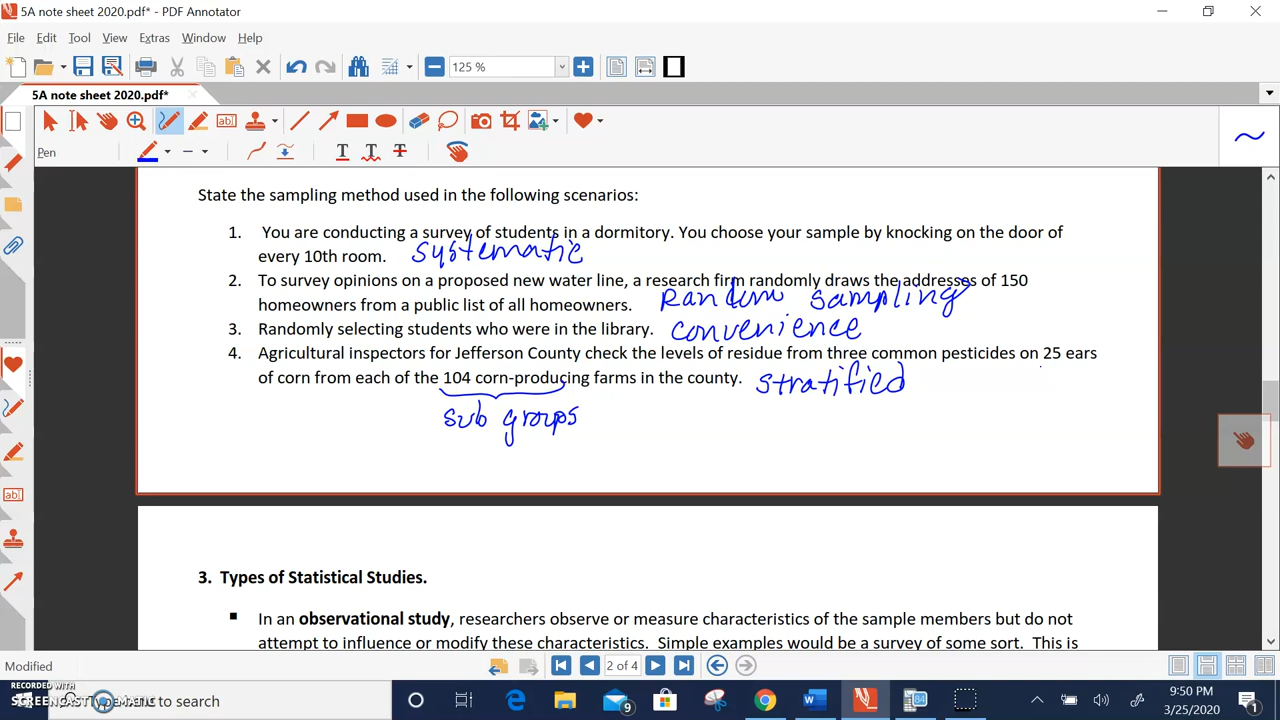 5A note sheet 2020.pdf* - PDF Annotator
File Edit Tool View Extras Window Help
125 %
5A note sheet 2020.pdf*
Pen
State the sampling method used in the following scenarios:
1. You are conducting a survey of students in a dormitory. You choose your sample by knocking on the door of
every 10th room. systematic
2. To survey opinions on a proposed new water line, a research firm randomly draws the addresses of 150
homeowners from a public list of all homeowners. Random sampling
3. Randomly selecting students who were in the library. convenience
4. Agricultural inspectors for Jefferson County check the levels of residue from three common pesticides on 25 ears
of corn from each of the 104 corn-producing farms in the county. stratified
sub groups
3. Types of Statistical Studies.
▪ In an observational study, researchers observe or measure characteristics of the sample members but do not
attempt to influence or modify these characteristics. Simple examples would be a survey of some sort. This is
Modified
2 of 4
RECORDED WITH
SCREENCAST MATIC
to search
9
84
9:50 PM
3/25/2020
1